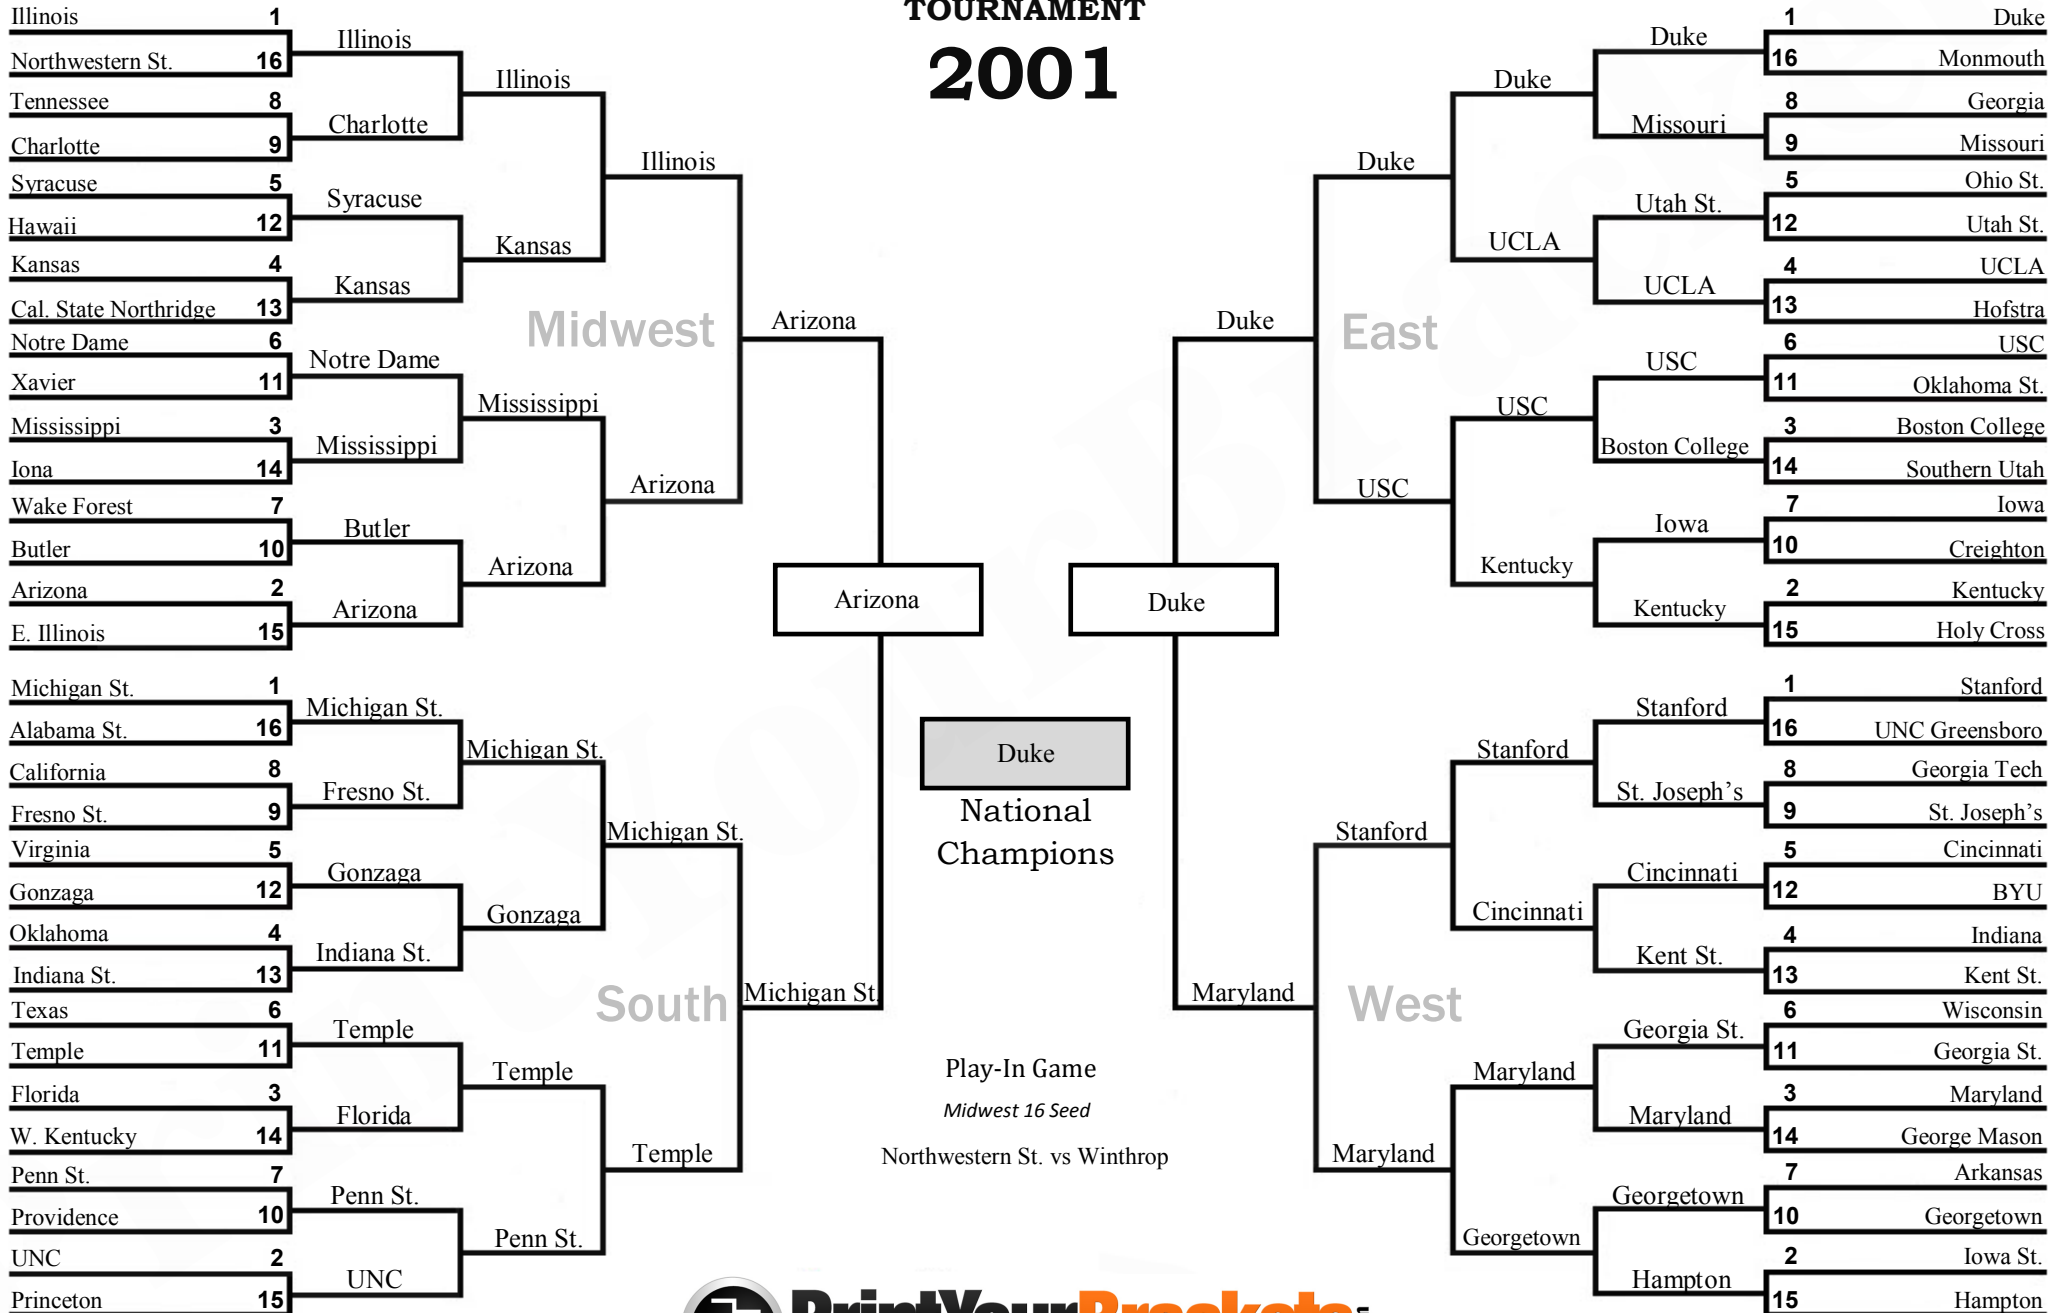 TOURNAMENT
2001
Illinois 1
Northwestern St. 16
Tennessee 8
Charlotte 9
Syracuse 5
Hawaii 12
Kansas 4
Cal. State Northridge 13
Notre Dame 6
Xavier 11
Mississippi 3
Iona 14
Wake Forest 7
Butler 10
Arizona 2
E. Illinois 15
Illinois
Charlotte
Syracuse
Kansas
Notre Dame
Mississippi
Butler
Arizona
Illinois
Kansas
Mississippi
Arizona
Illinois
Arizona
Midwest
Arizona
Michigan St. 1
Alabama St. 16
California 8
Fresno St. 9
Virginia 5
Gonzaga 12
Oklahoma 4
Indiana St. 13
Texas 6
Temple 11
Florida 3
W. Kentucky 14
Penn St. 7
Providence 10
UNC 2
Princeton 15
Michigan St.
Fresno St.
Gonzaga
Indiana St.
Temple
Florida
Penn St.
UNC
Michigan St.
Gonzaga
Temple
Penn St.
Michigan St.
Temple
South
Michigan St.
Arizona
Duke
Duke
National
Champions
Play-In Game
Midwest 16 Seed
Northwestern St. vs Winthrop
1 Duke
16 Monmouth
8 Georgia
9 Missouri
5 Ohio St.
12 Utah St.
4 UCLA
13 Hofstra
6 USC
11 Oklahoma St.
3 Boston College
14 Southern Utah
7 Iowa
10 Creighton
2 Kentucky
15 Holy Cross
Duke
Missouri
Utah St.
UCLA
USC
Boston College
Iowa
Kentucky
Duke
UCLA
USC
Kentucky
Duke
USC
East
Duke
1 Stanford
16 UNC Greensboro
8 Georgia Tech
9 St. Joseph’s
5 Cincinnati
12 BYU
4 Indiana
13 Kent St.
6 Wisconsin
11 Georgia St.
3 Maryland
14 George Mason
7 Arkansas
10 Georgetown
2 Iowa St.
15 Hampton
Stanford
St. Joseph’s
Cincinnati
Kent St.
Georgia St.
Maryland
Georgetown
Hampton
Stanford
Cincinnati
Maryland
Georgetown
Stanford
Maryland
West
Maryland
PrintYourBrackets